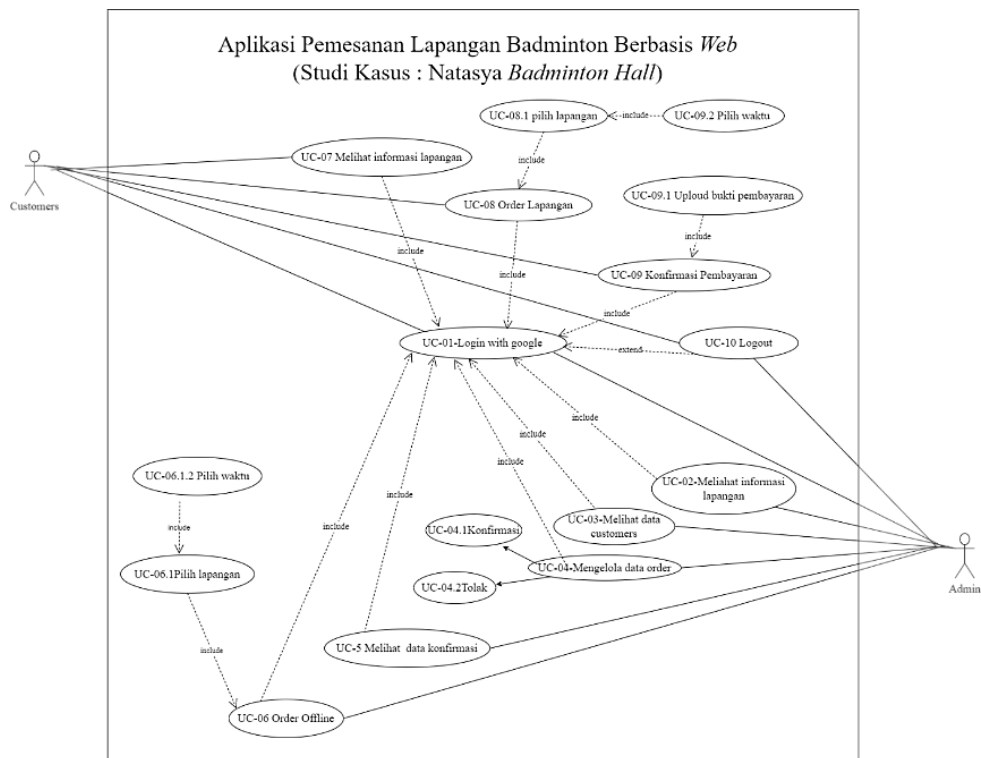 Aplikasi Pemesanan Lapangan Badminton Berbasis Web
(Studi Kasus : Natasya Badminton Hall)
UC-08.1 pilih lapangan
include
UC-09.2 Pilih waktu
UC-07 Melihat informasi lapangan
include
UC-09.1 Uploud bukti pembayaran
Customers
UC-08 Order Lapangan
include
include
include
UC-09 Konfirmasi Pembayaran
include
UC-01-Login with google
extend
UC-10 Logout
include
include
include
UC-06.1.2 Pilih waktu
UC-02-Meliahat informasi
lapangan
include
include
include
UC-04.1Konfirmasi
UC-03-Melihat data
customers
UC-06.1Pilih lapangan
UC-04-Mengelola data order
UC-04.2Tolak
Admin
include
UC-5 Melihat data konfirmasi
UC-06 Order Offline